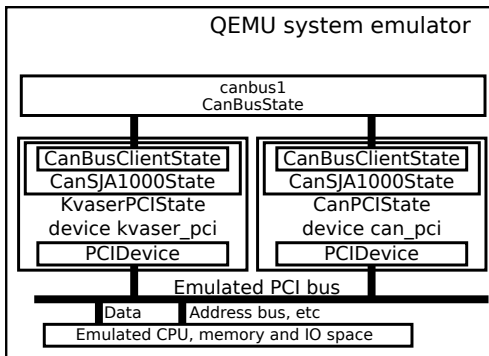 QEMU system emulator
canbus1
CanBusState
CanBusClientState
CanSJA1000State
KvaserPCIState
device kvaser_pci
PCIDevice
CanBusClientState
CanSJA1000State
CanPCIState
device can_pci
PCIDevice
Emulated PCI bus
Data
Address bus, etc
Emulated CPU, memory and IO space